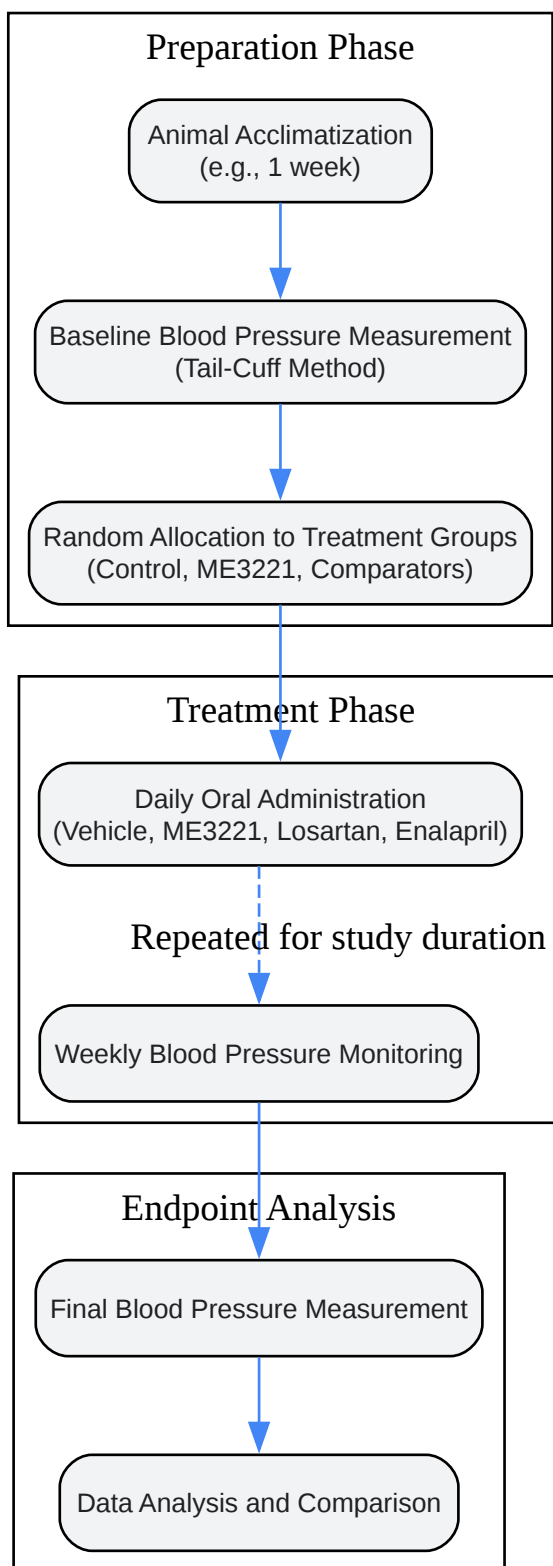 Preparation Phase
Animal Acclimatization
(e.g., 1 week)
Baseline Blood Pressure Measurement
(Tail-Cuff Method)
Random Allocation to Treatment Groups
(Control, ME3221, Comparators)
Treatment Phase
Daily Oral Administration
(Vehicle, ME3221, Losartan, Enalapril)
Repeated for study duration
Weekly Blood Pressure Monitoring
Endpoint Analysis
Final Blood Pressure Measurement
Data Analysis and Comparison